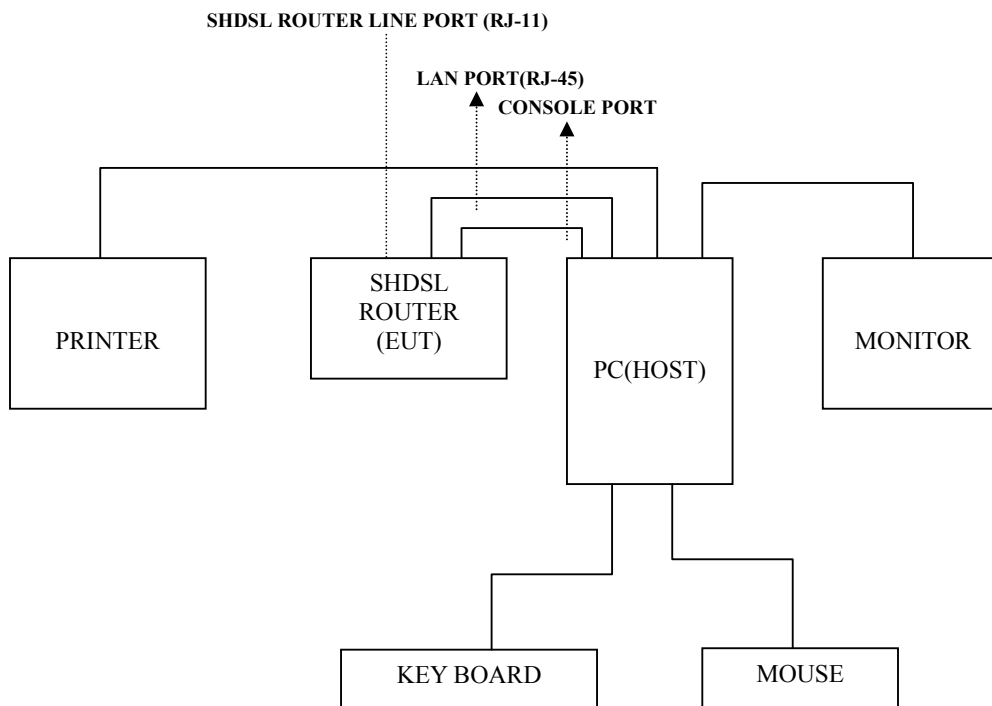 SHDSL ROUTER LINE PORT (RJ-11)
LAN PORT(RJ-45)
CONSOLE PORT
PRINTER
SHDSL
ROUTER
(EUT)
PC(HOST)
MONITOR
KEY BOARD
MOUSE